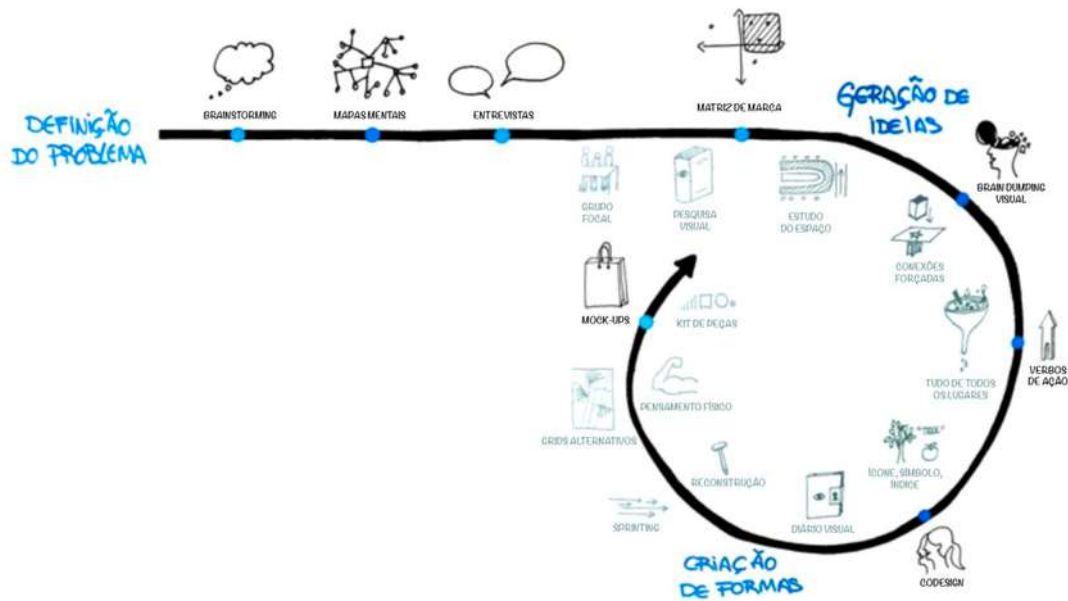 DEFINIÇÃO
DO PROBLEMA
BRAINSTORMING
MAPAS MENTAIS
ENTREVISTAS
MATRIZ DE MARCA
GERAÇÃO DE
IDEIAS
BRAIN DUMPING
VISUAL
GRUPO
FOCAL
PESQUISA
VISUAL
ESTUDO
DO ESPAÇO
CONEXÕES
FORÇADAS
MOCK-UPS
KIT DE PEÇAS
VERBOS
DE AÇÃO
TUDO DE TODOS
OS LUGARES
PENSAMENTO FÍSICO
GRIDS ALTERNATIVOS
ÍCONE, SÍMBOLO,
ÍNDICE
RECONSTRUÇÃO
DIÁRIO VISUAL
SPRINTING
CODESIGN
CRIAÇÃO
DE FORMAS